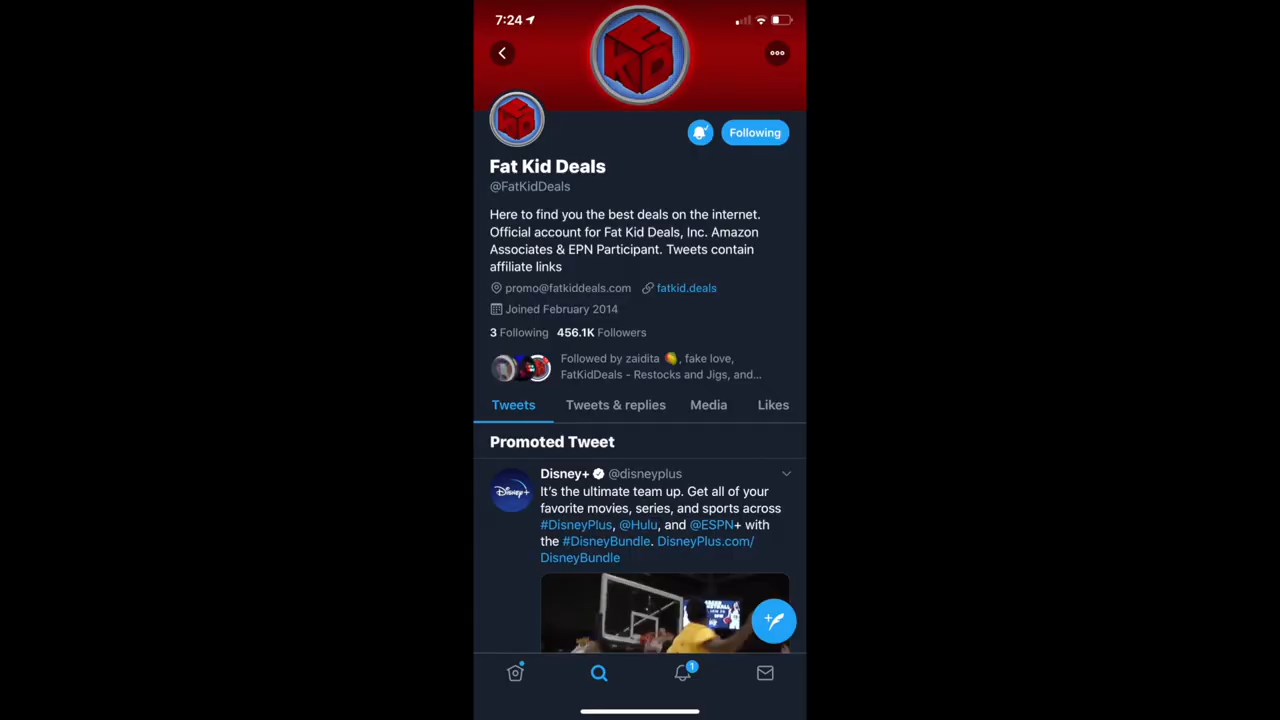 7:24
FKD
FKD
Following
Fat Kid Deals
@FatKidDeals
Here to find you the best deals on the internet.
Official account for Fat Kid Deals, Inc. Amazon
Associates & EPN Participant. Tweets contain
affiliate links
promo@fatkiddeals.com fatkid.deals
Joined February 2014
3 Following 456.1K Followers
Followed by zaidita 🥭, fake love,
FatKidDeals - Restocks and Jigs, and...
Tweets Tweets & replies Media Likes
Promoted Tweet
Disney+ @disneyplus
Disney+
It's the ultimate team up. Get all of your
favorite movies, series, and sports across
#DisneyPlus, @Hulu, and @ESPN+ with
the #DisneyBundle. DisneyPlus.com/
DisneyBundle
1